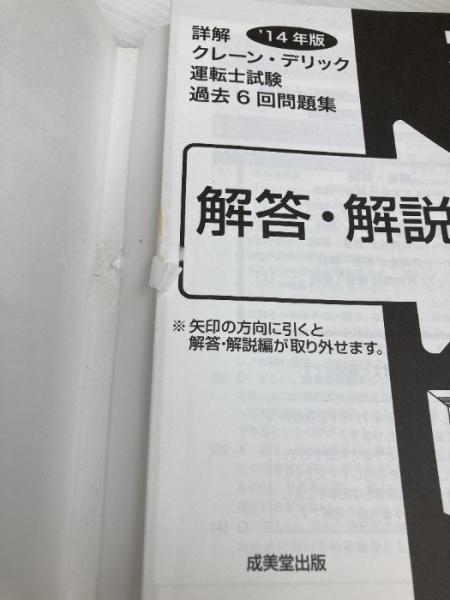 詳解 '14年版
クレーン・デリック
運転士試験
過去6回問題集
解答・解説
※矢印の方向に引くと
解答・解説編が取り外せます。
成美堂出版